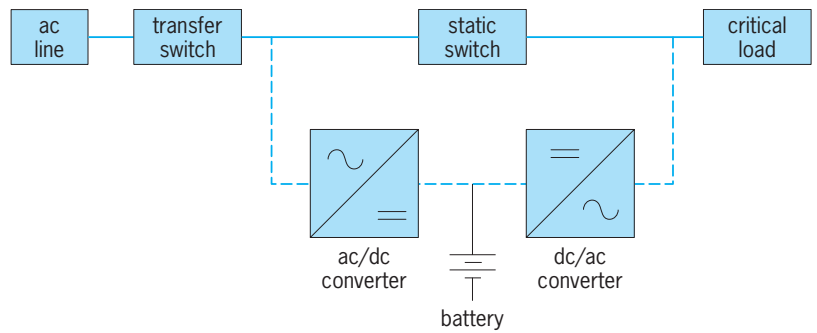 ac
line
transfer
switch
static
switch
critical
load
ac/dc
converter
dc/ac
converter
battery